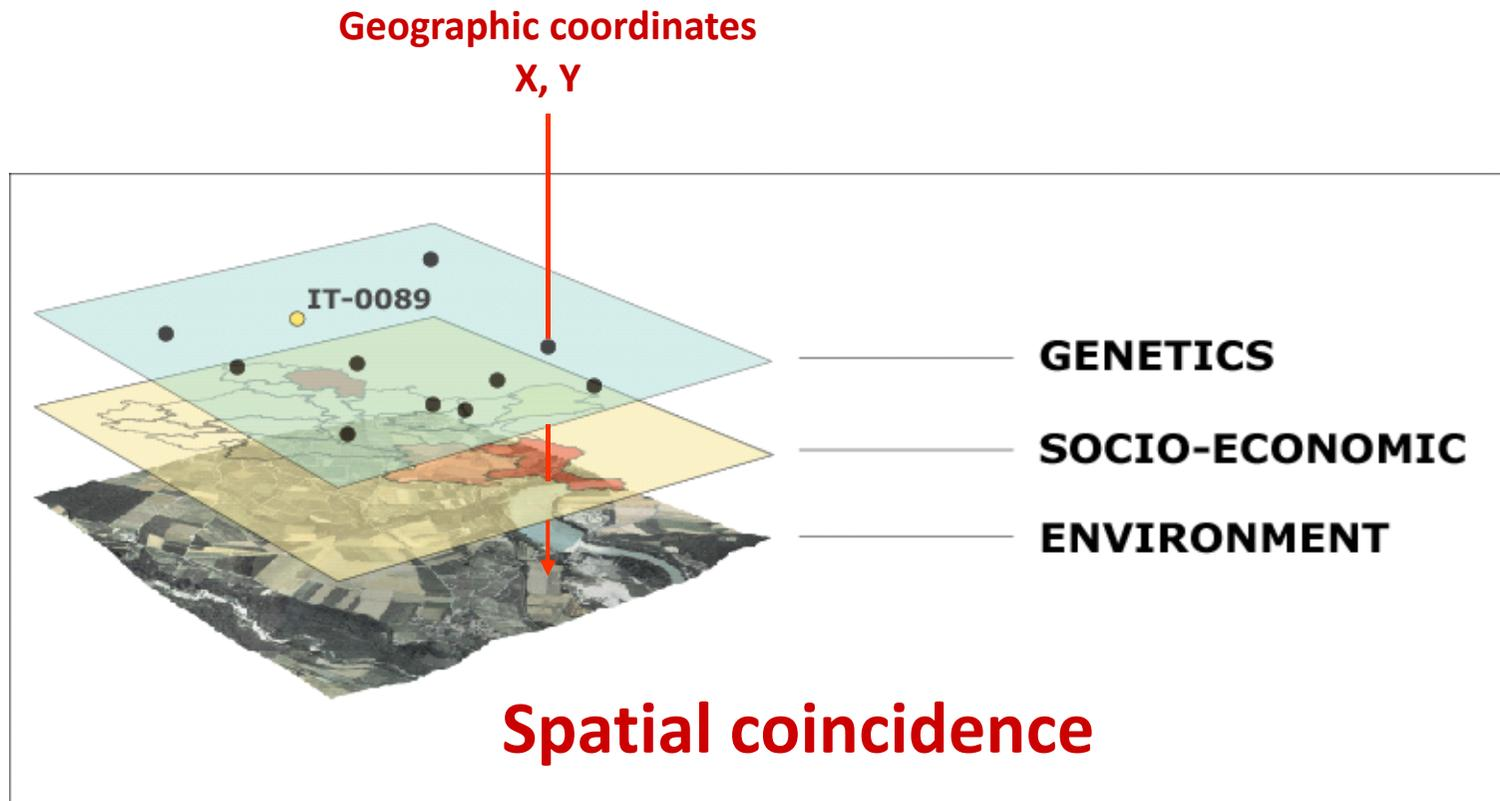 Geographic coordinates
X, Y
IT-0089
GENETICS
SOCIO-ECONOMIC
ENVIRONMENT
Spatial coincidence